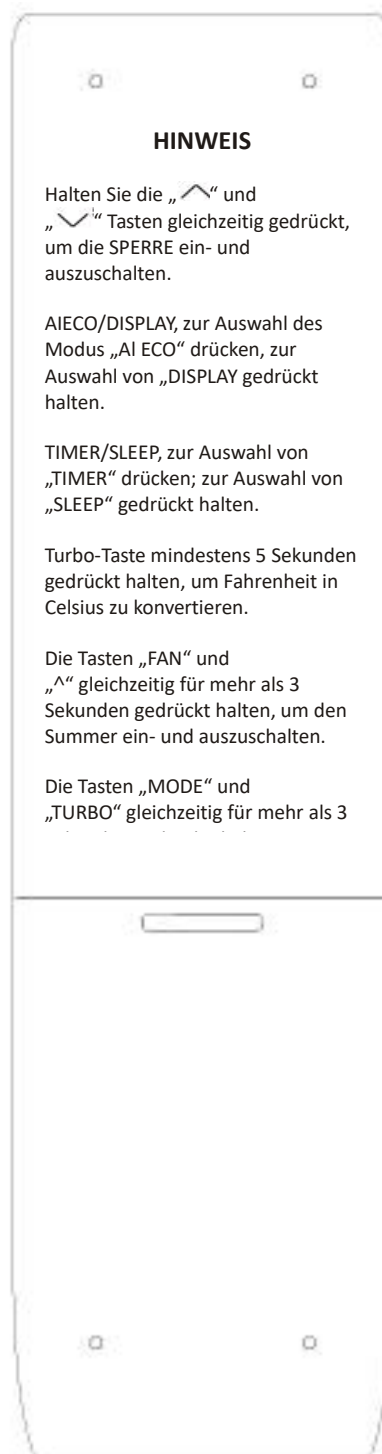 HINWEIS
Halten Sie die „ ^ “ und
„ ﹀ “ Tasten gleichzeitig gedrückt,
um die SPERRE ein- und
auszuschalten.
AIECO/DISPLAY, zur Auswahl des
Modus „Al ECO“ drücken, zur
Auswahl von „DISPLAY gedrückt
halten.
TIMER/SLEEP, zur Auswahl von
„TIMER“ drücken; zur Auswahl von
„SLEEP“ gedrückt halten.
Turbo-Taste mindestens 5 Sekunden
gedrückt halten, um Fahrenheit in
Celsius zu konvertieren.
Die Tasten „FAN“ und
„^“ gleichzeitig für mehr als 3
Sekunden gedrückt halten, um den
Summer ein- und auszuschalten.
Die Tasten „MODE“ und
„TURBO“ gleichzeitig für mehr als 3